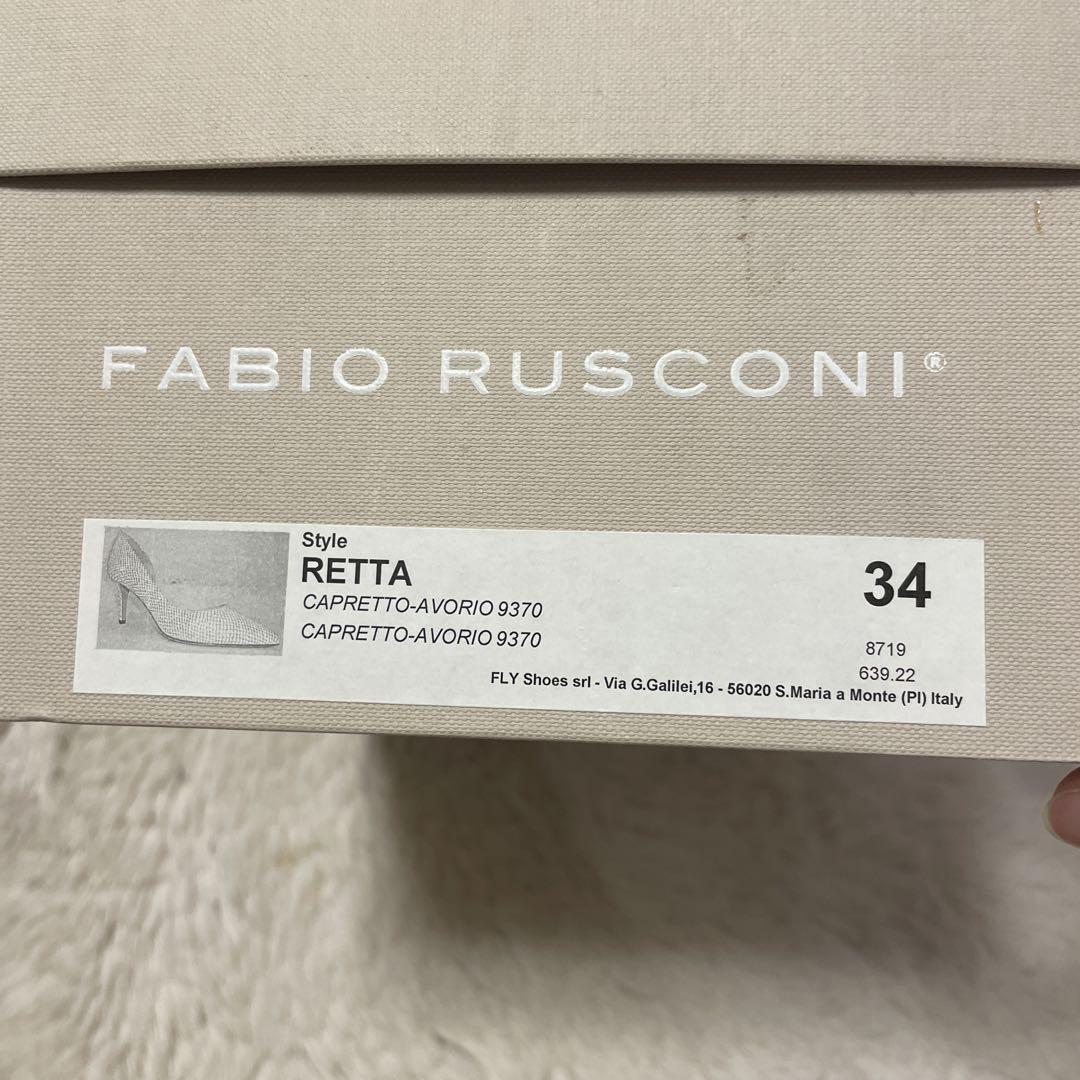 FABIO RUSCONI®
Style
RETTA
CAPRETTO-AVORIO 9370
CAPRETTO-AVORIO 9370
34
8719
639.22
FLY Shoes srl - Via G.Galilei,16 - 56020 S.Maria a Monte (PI) Italy